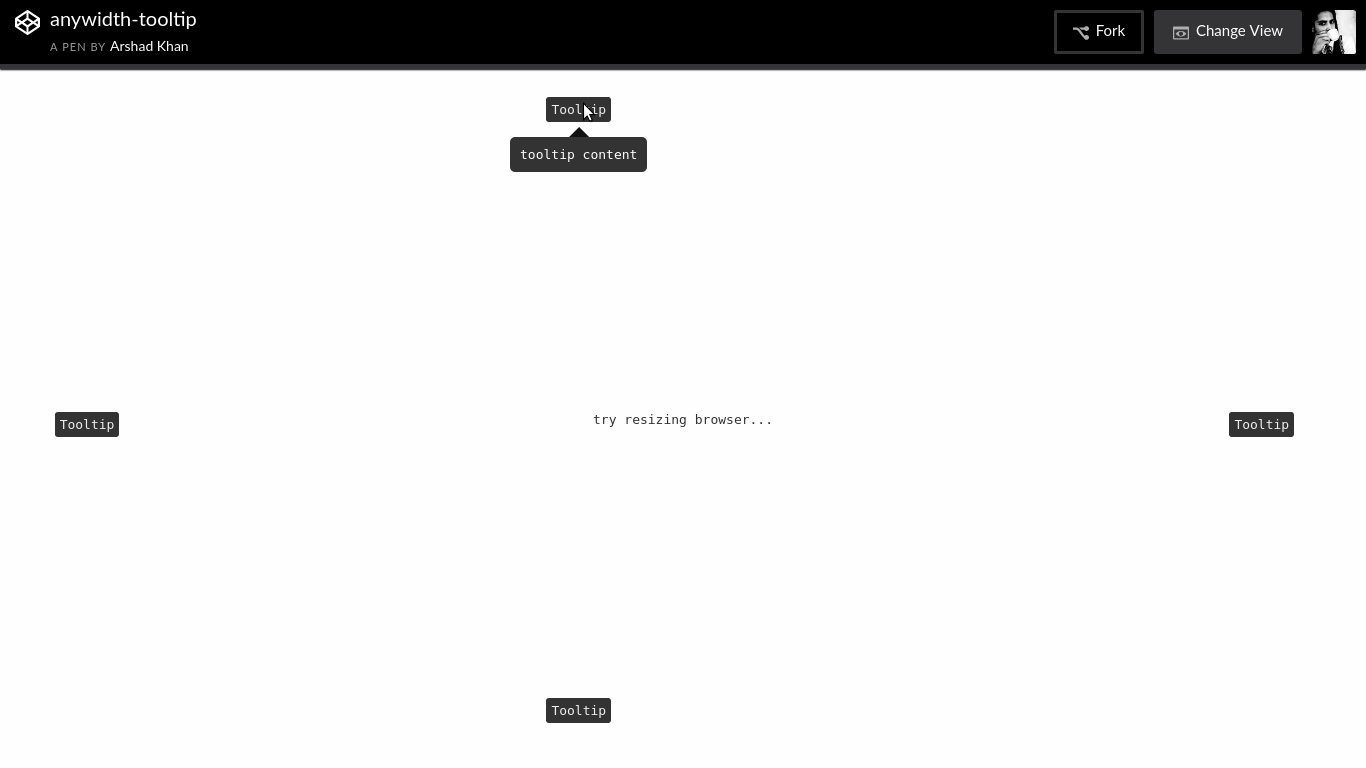 anywidth-tooltip
A PEN BY Arshad Khan
Fork
Change View
Tooltip
tooltip content
Tooltip
try resizing browser...
Tooltip
Tooltip